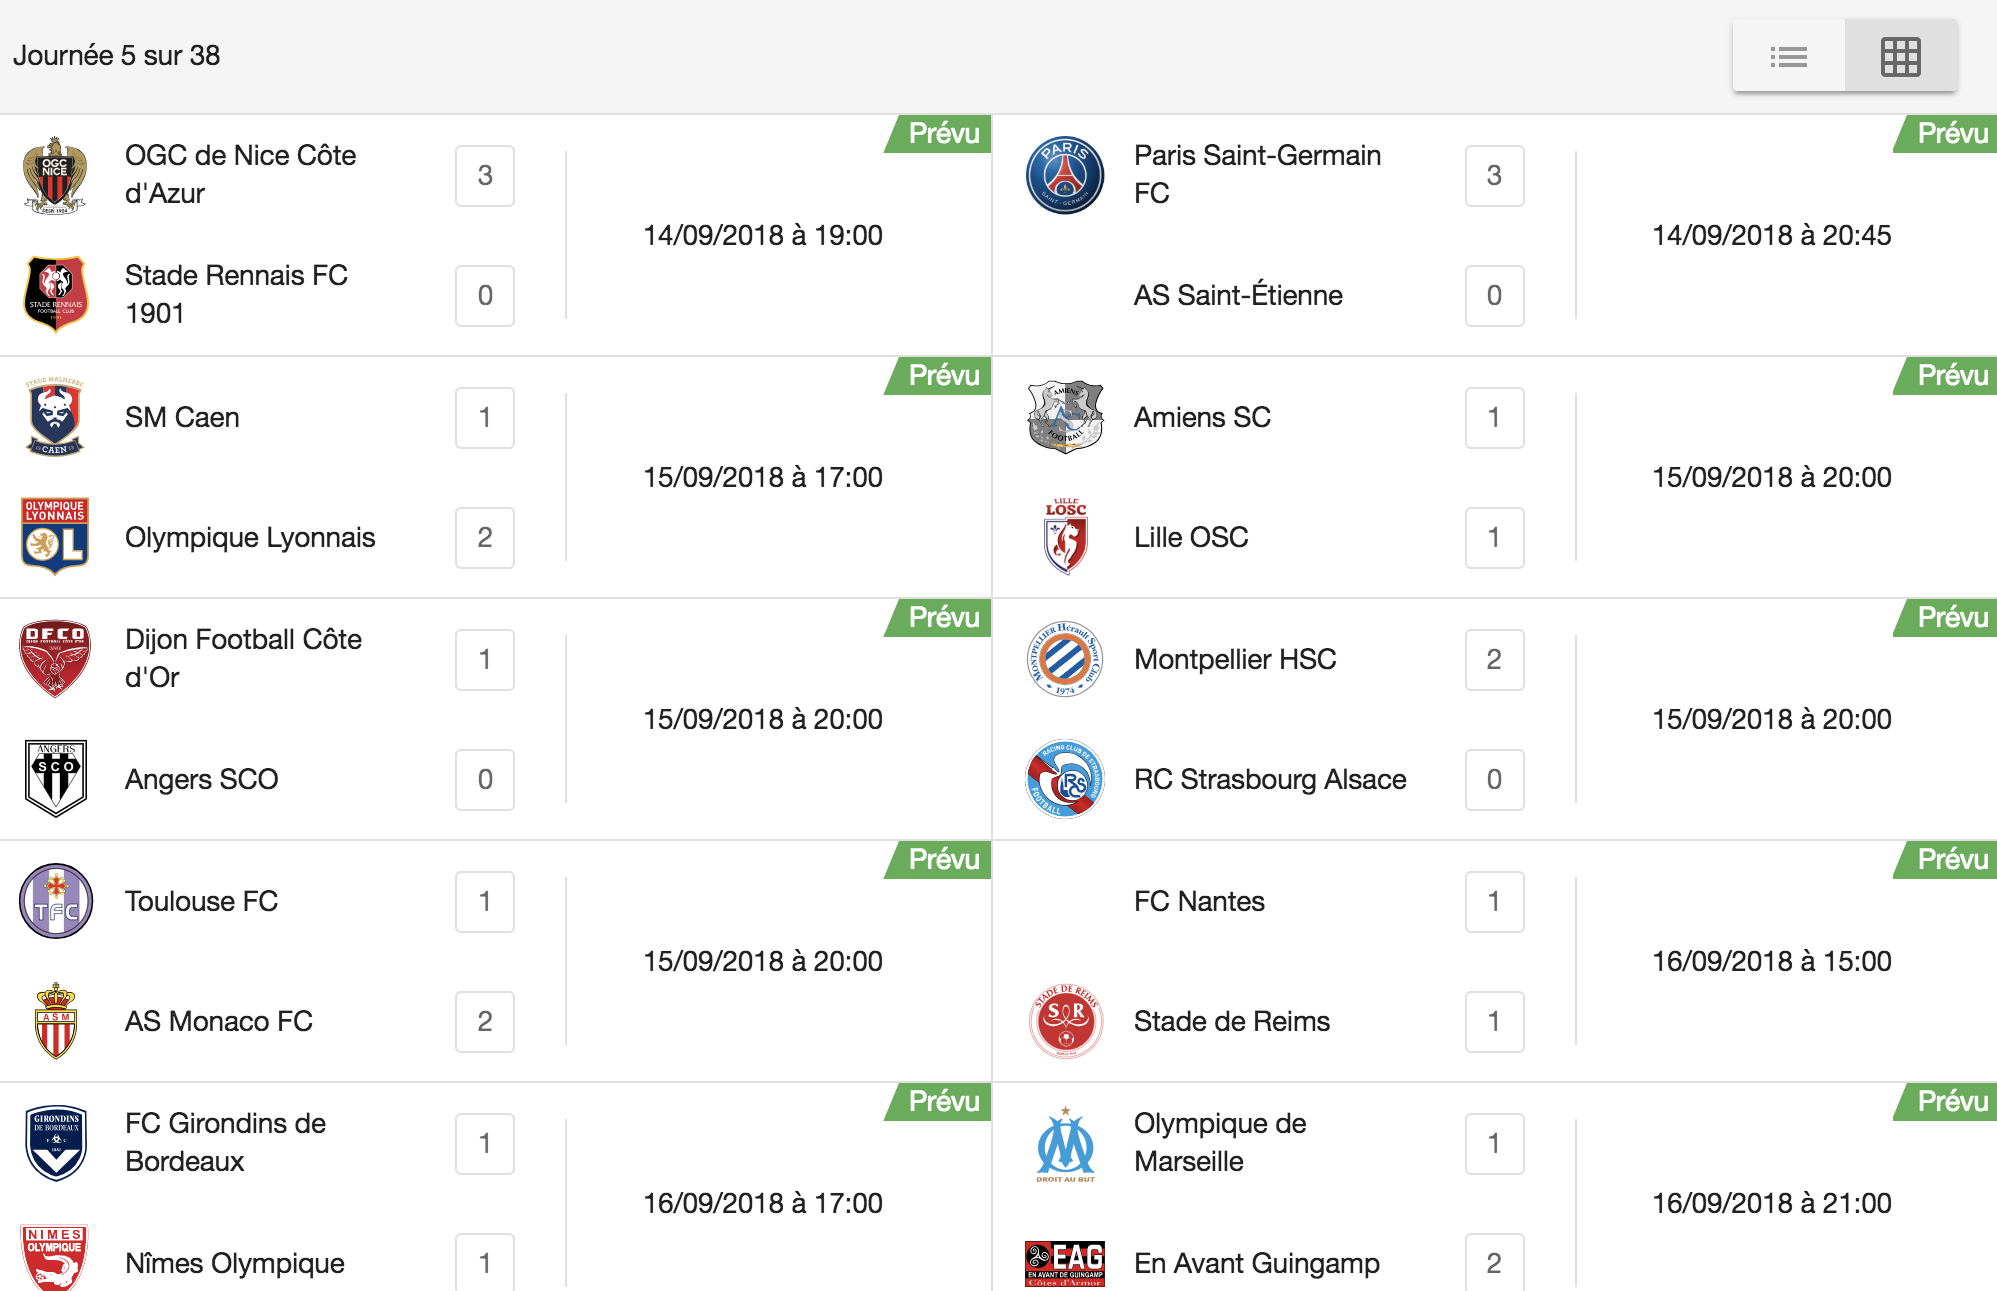 Journée 5 sur 38
Prévu
OGC de Nice Côte
d'Azur
3
14/09/2018 à 19:00
Stade Rennais FC
1901
0
Prévu
Paris Saint-Germain
FC
3
14/09/2018 à 20:45
AS Saint-Étienne
0
Prévu
SM Caen
1
15/09/2018 à 17:00
Olympique Lyonnais
2
Prévu
Amiens SC
1
15/09/2018 à 20:00
Lille OSC
1
Prévu
Dijon Football Côte
d'Or
1
15/09/2018 à 20:00
Angers SCO
0
Prévu
Montpellier HSC
2
15/09/2018 à 20:00
RC Strasbourg Alsace
0
Prévu
Toulouse FC
1
15/09/2018 à 20:00
AS Monaco FC
2
Prévu
FC Nantes
1
16/09/2018 à 15:00
Stade de Reims
1
Prévu
FC Girondins de
Bordeaux
1
16/09/2018 à 17:00
Nîmes Olympique
1
Prévu
Olympique de
Marseille
1
16/09/2018 à 21:00
En Avant Guingamp
2